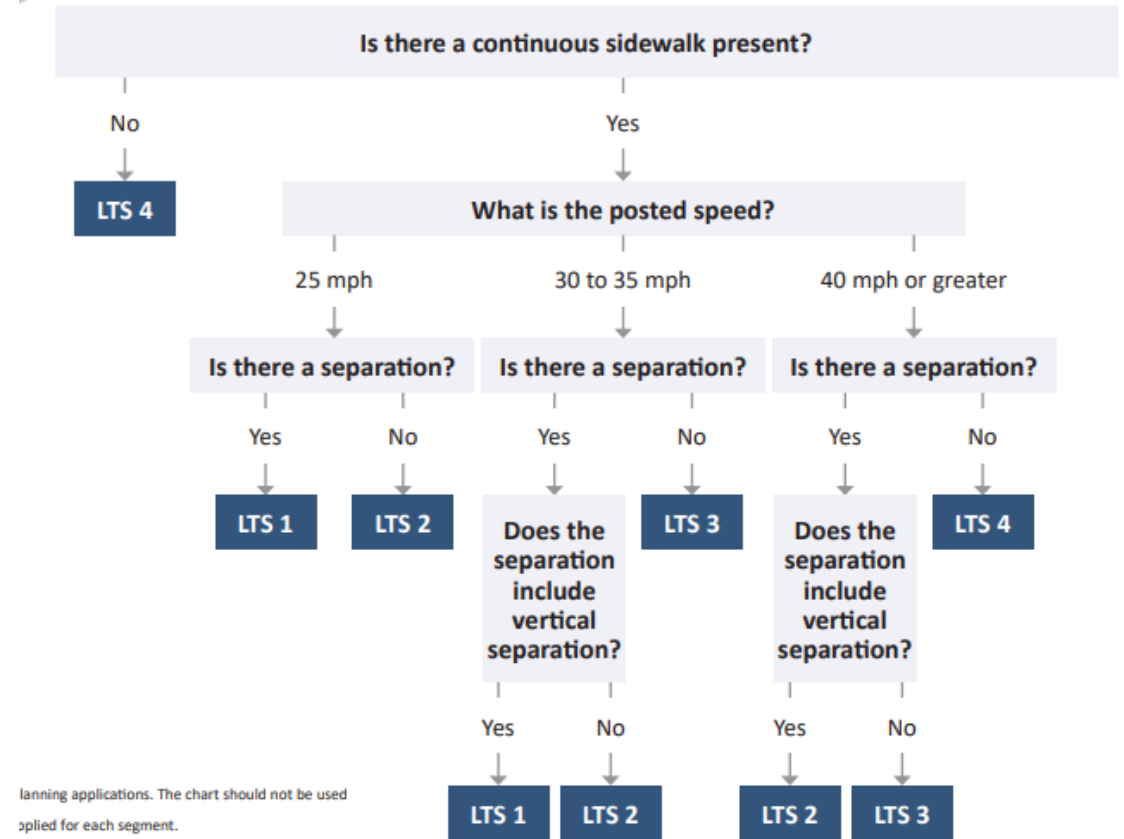 Is there a continuous sidewalk present?
No
Yes
LTS 4
What is the posted speed?
25 mph
30 to 35 mph
40 mph or greater
Is there a separation?
Is there a separation?
Is there a separation?
Yes
No
Yes
No
Yes
No
LTS 1
LTS 2
Does the
separation
include
vertical
separation?
LTS 3
Does the
separation
include
vertical
separation?
LTS 4
Yes
No
Yes
No
LTS 1
LTS 2
LTS 2
LTS 3
lanning applications. The chart should not be used
pplied for each segment.